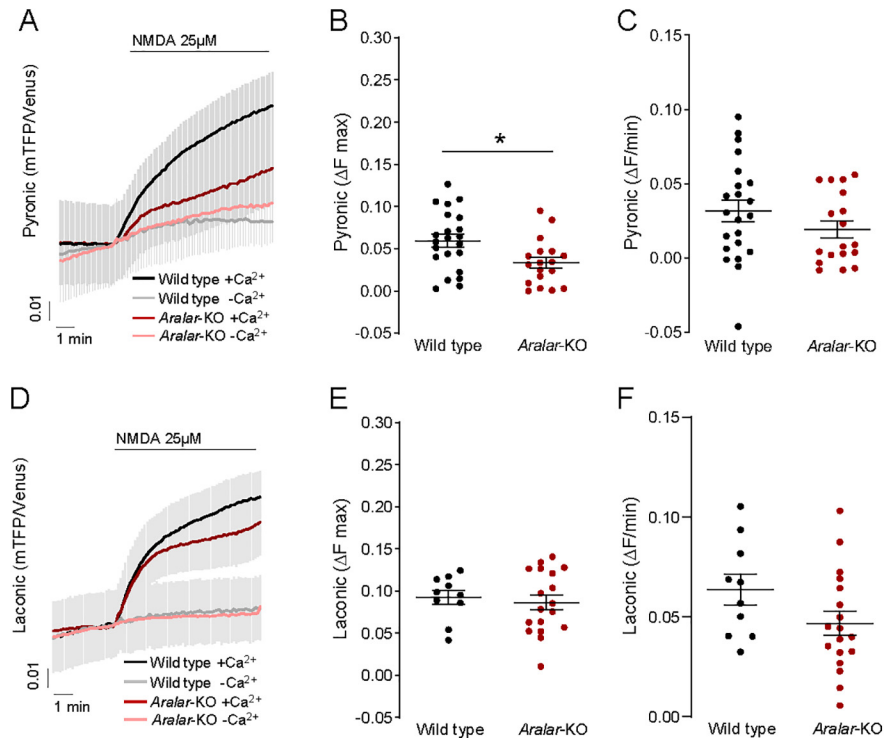 A
NMDA 25µM
Pyronic (mTFP/Venus)
0.01
1 min
Wild type +Ca²⁺
Wild type -Ca²⁺
Aralar-KO +Ca²⁺
Aralar-KO -Ca²⁺
B
Pyronic (ΔF max)
0.30
0.25
0.20
0.15
0.10
0.05
0.00
-0.05
*
Wild type
Aralar-KO
C
Pyronic (ΔF/min)
0.15
0.10
0.05
0.00
-0.05
Wild type
Aralar-KO
D
NMDA 25µM
Laconic (mTFP/Venus)
0.01
1 min
Wild type +Ca²⁺
Wild type -Ca²⁺
Aralar-KO +Ca²⁺
Aralar-KO -Ca²⁺
E
Laconic (ΔF max)
0.30
0.25
0.20
0.15
0.10
0.05
0.00
-0.05
Wild type
Aralar-KO
F
Laconic (ΔF/min)
0.15
0.10
0.05
0.00
Wild type
Aralar-KO